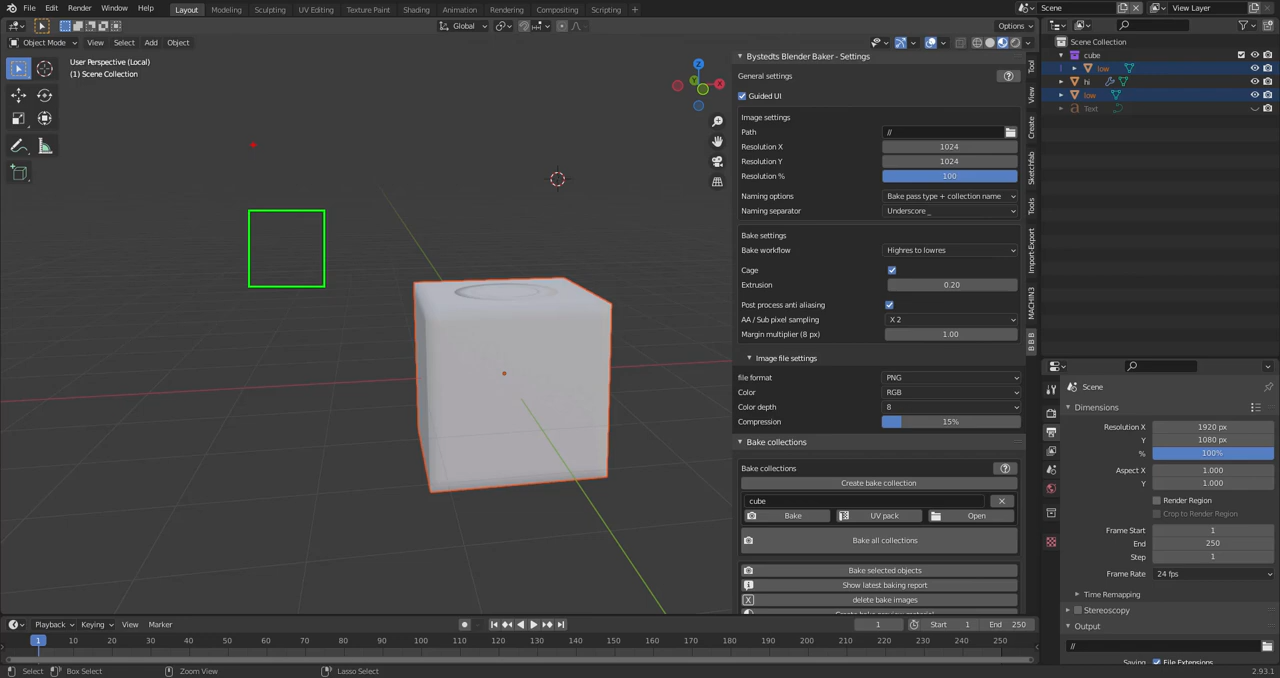 File Edit Render Window Help Layout Modeling Sculpting UV Editing Texture Paint Shading Animation Rendering Compositing Scripting + Scene View Layer
Global Options
Object Mode View Select Add Object
User Perspective (Local)
(1) Scene Collection
Z
X
Y
Bystedts Blender Baker - Settings
General settings
Guided UI
Image settings
Path //
Resolution X 1024
Resolution Y 1024
Resolution % 100
Naming options Bake pass type + collection name
Naming separator Underscore _
Bake settings
Bake workflow Highres to lowres
Cage
Extrusion 0.20
Post process anti aliasing
AA / Sub pixel sampling X 2
Margin multiplier (8 px) 1.00
Image file settings
file format PNG
Color RGB
Color depth 8
Compression 15%
Bake collections
Bake collections
Create bake collection
cube
Bake UV pack Open
Bake all collections
Bake selected objects
Show latest baking report
delete bake images
Create bake preview material
Tool
View
Create
Sketchfab
Tools
Import-Export
MACHIN3
B B B
Scene Collection
cube
low
hi
low
Text
Scene
Dimensions
Resolution X 1920 px
Y 1080 px
% 100%
Aspect X 1.000
Y 1.000
Render Region
Crop to Render Region
Frame Start 1
End 250
Step 1
Frame Rate 24 fps
Time Remapping
Stereoscopy
Output
//
Saving File Extensions
Playback Keying View Marker 1 Start 1 End 250
1 10 20 30 40 50 60 70 80 90 100 110 120 130 140 150 160 170 180 190 200 210 220 230 240 250
Select Box Select Zoom View Lasso Select 2.93.1